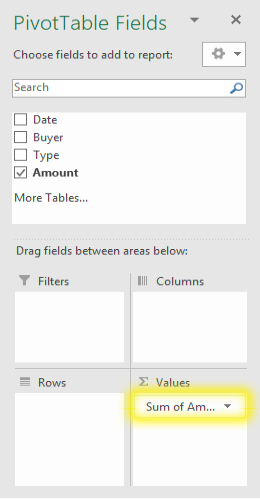 PivotTable Fields
Choose fields to add to report:
Search
Date
Buyer
Type
Amount
More Tables...
Drag fields between areas below:
Filters
Columns
Rows
Values
Sum of Am...